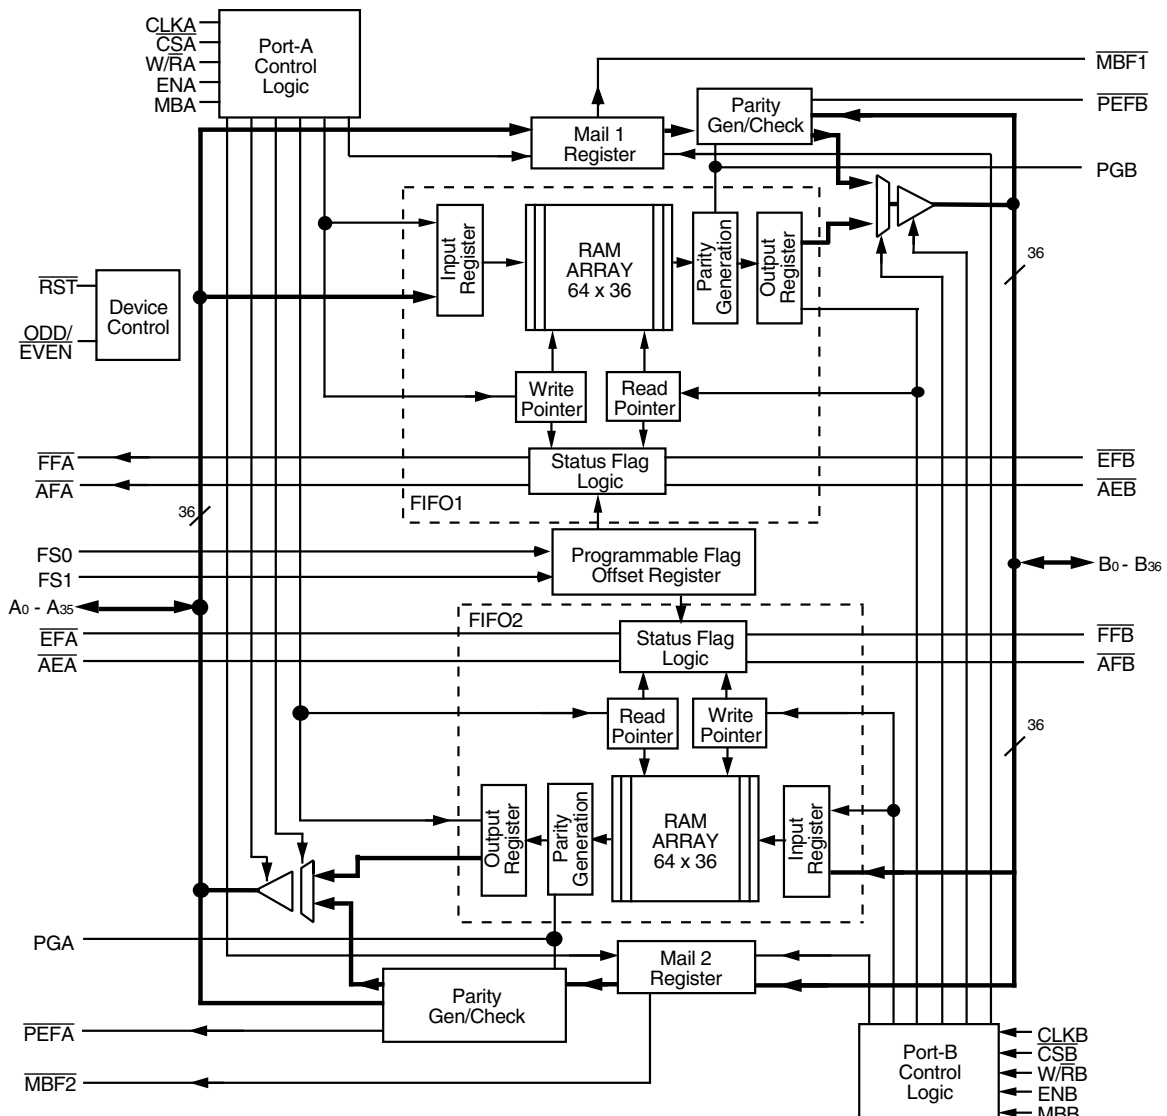 CLKA
CSA
W/RA
ENA
MBA
Port-A
Control
Logic
MBF1
Mail 1
Register
Parity
Gen/Check
PEFB
PGB
Input
Register
RAM
ARRAY
64 x 36
Parity
Generation
Output
Register
36
RST
ODD/
EVEN
Device
Control
Write
Pointer
Read
Pointer
FFA
AFA
Status Flag
Logic
EFB
AEB
FIFO1
36
FS0
FS1
Programmable Flag
Offset Register
A0 - A35
B0 - B36
FIFO2
EFA
AEA
Status Flag
Logic
FFB
AFB
Read
Pointer
Write
Pointer
36
Output
Register
Parity
Generation
RAM
ARRAY
64 x 36
Input
Register
PGA
Mail 2
Register
Parity
Gen/Check
PEFA
MBF2
Port-B
Control
Logic
CLKB
CSB
W/RB
ENB
MBB